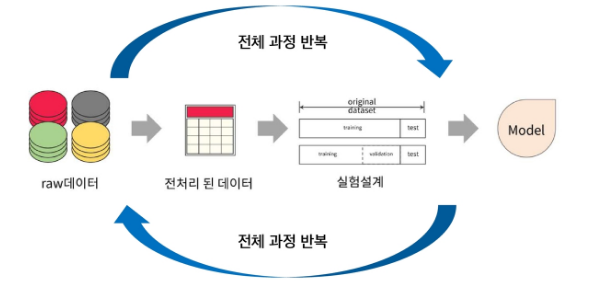 전체 과정 반복
original
dataset
training
test
training
validation
test
Model
raw데이터
전처리 된 데이터
실험설계
전체 과정 반복